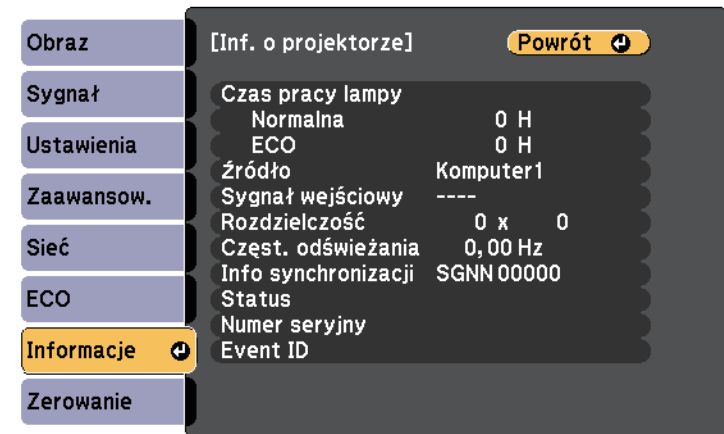 Obraz
Sygnał
Ustawienia
Zaawansow.
Sieć
ECO
Informacje
Zerowanie
[Inf. o projektorze] Powrót
Czas pracy lampy
Normalna 0 H
ECO 0 H
Źródło Komputer1
Sygnał wejściowy ----
Rozdzielczość 0 x 0
Częst. odświeżania 0,00 Hz
Info synchronizacji SGNN 00000
Status
Numer seryjny
Event ID